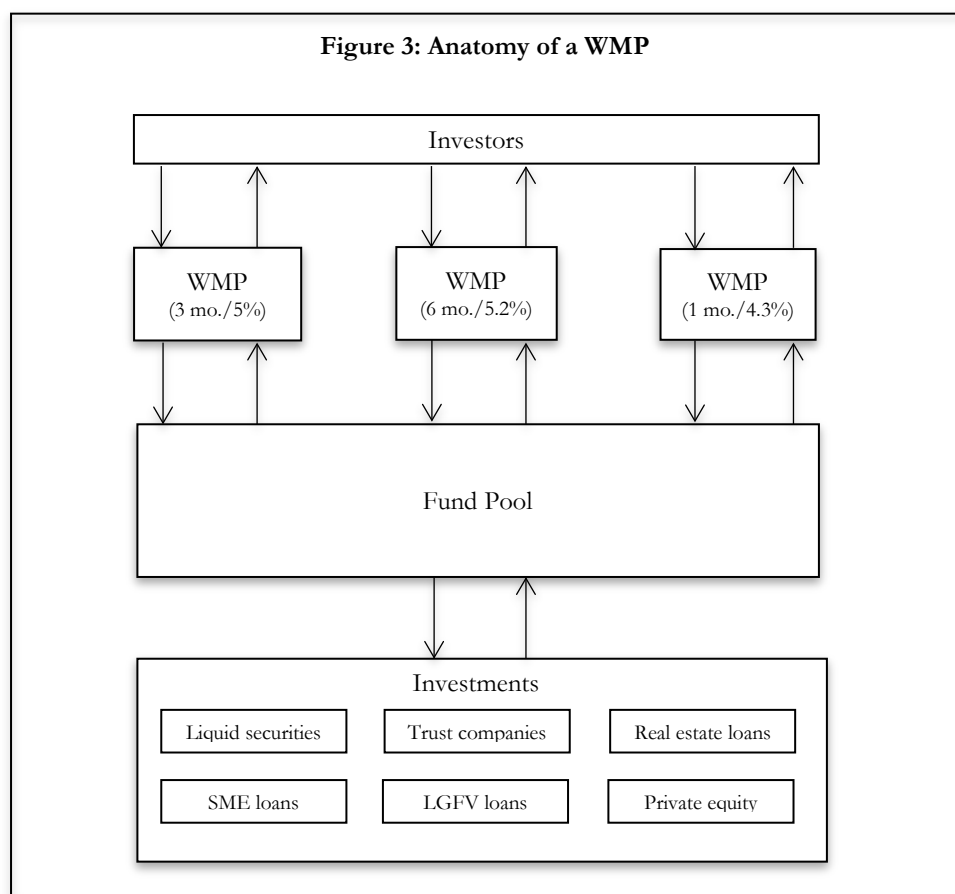 Figure 3: Anatomy of a WMP
Investors
WMP
(3 mo./5%)
WMP
(6 mo./5.2%)
WMP
(1 mo./4.3%)
Fund Pool
Investments
Liquid securities
Trust companies
Real estate loans
SME loans
LGFV loans
Private equity